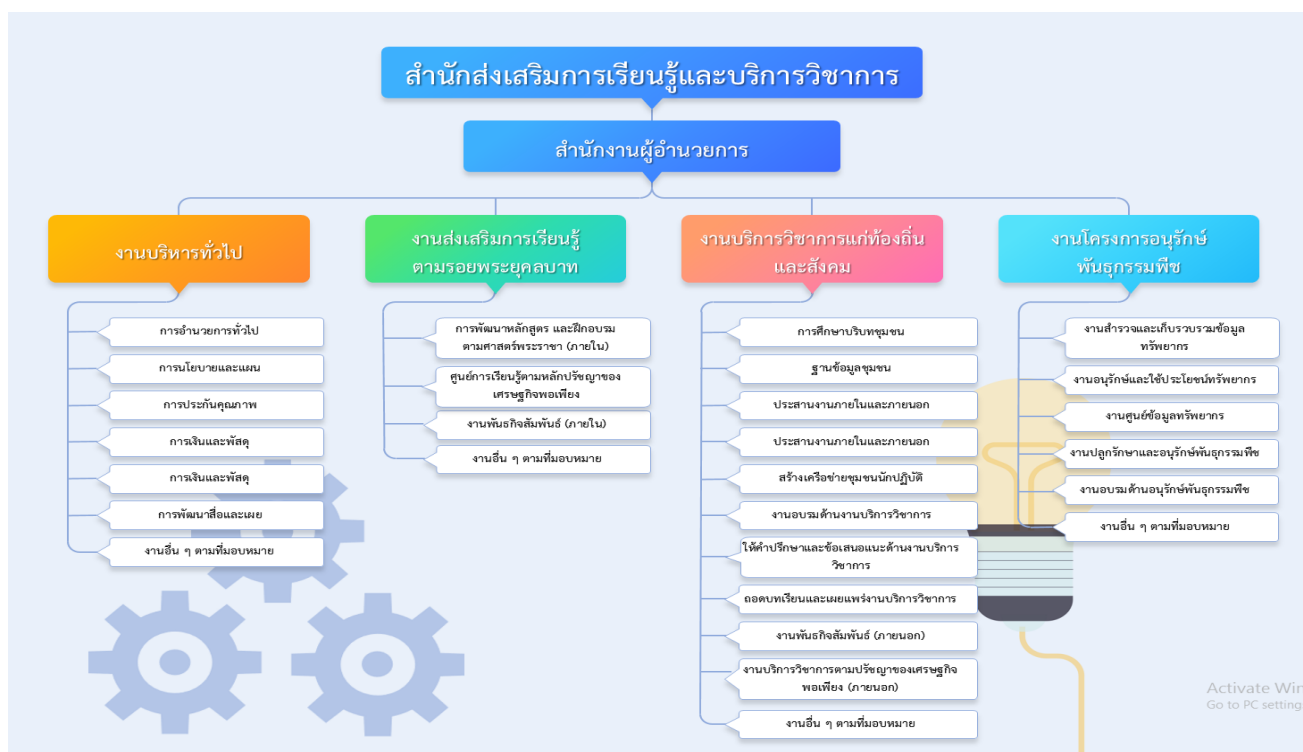 สำนักส่งเสริมการเรียนรู้และบริการวิชาการ
สำนักงานผู้อำนวยการ
งานบริหารทั่วไป
การอำนวยการทั่วไป
การนโยบายและแผน
การประกันคุณภาพ
การเงินและพัสดุ
การเงินและพัสดุ
การพัฒนาสื่อและเผย
งานอื่น ๆ ตามที่มอบหมาย
งานส่งเสริมการเรียนรู้
ตามรอยพระยุคลบาท
การพัฒนาหลักสูตร และฝึกอบรม
ตามศาสตร์พระราชา (ภายใน)
ศูนย์การเรียนรู้ตามหลักปรัชญาของ
เศรษฐกิจพอเพียง
งานพันธกิจสัมพันธ์ (ภายใน)
งานอื่น ๆ ตามที่มอบหมาย
งานบริการวิชาการแก่ท้องถิ่น
และสังคม
การศึกษาบริบทชุมชน
ฐานข้อมูลชุมชน
ประสานงานภายในและภายนอก
ประสานงานภายในและภายนอก
สร้างเครือข่ายชุมชนนักปฏิบัติ
งานอบรมด้านงานบริการวิชาการ
ให้คำปรึกษาและข้อเสนอแนะด้านงานบริการ
วิชาการ
ถอดบทเรียนและเผยแพร่งานบริการวิชาการ
งานพันธกิจสัมพันธ์ (ภายนอก)
งานบริการวิชาการตามปรัชญาของเศรษฐกิจ
พอเพียง (ภายนอก)
งานอื่น ๆ ตามที่มอบหมาย
งานโครงการอนุรักษ์
พันธุกรรมพืช
งานสำรวจและเก็บรวบรวมข้อมูล
ทรัพยากร
งานอนุรักษ์และใช้ประโยชน์ทรัพยากร
งานศูนย์ข้อมูลทรัพยากร
งานปลูกรักษาและอนุรักษ์พันธุกรรมพืช
งานอบรมด้านอนุรักษ์พันธุกรรมพืช
งานอื่น ๆ ตามที่มอบหมาย
Activate Win
Go to PC setting